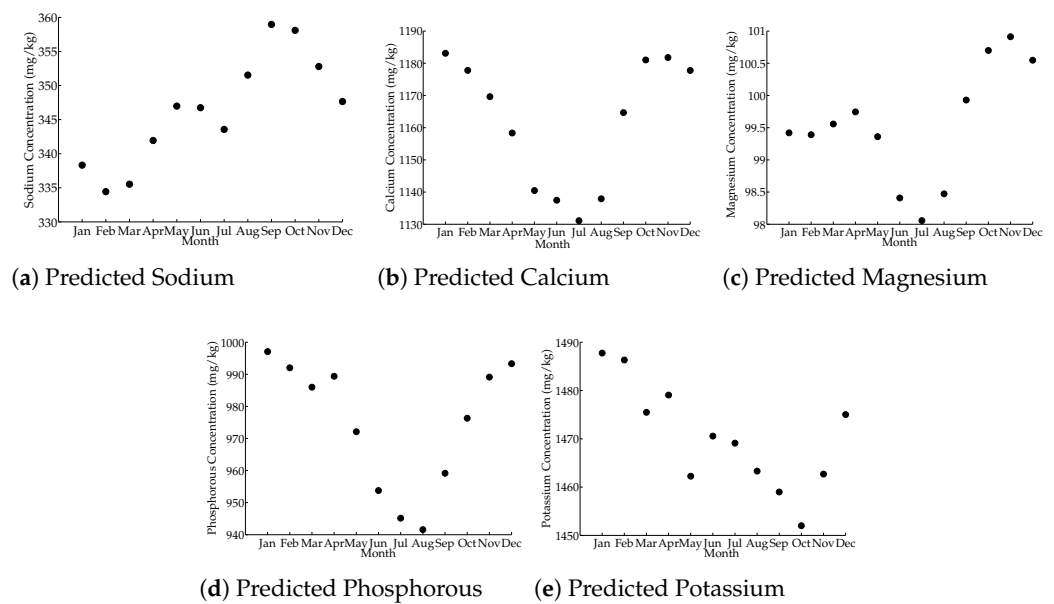 360
355
350
345
340
335
330
Sodium Concentration (mg/kg)
Jan Feb Mar Apr May Jun Jul Aug Sep Oct Nov Dec
Month
(a) Predicted Sodium
1190
1180
1170
1160
1150
1140
1130
Calcium Concentration (mg/kg)
Jan Feb Mar Apr May Jun Jul Aug Sep Oct Nov Dec
Month
(b) Predicted Calcium
101
100.5
100
99.5
99
98.5
98
Magnesium Concentration (mg/kg)
Jan Feb Mar Apr May Jun Jul Aug Sep Oct Nov Dec
Month
(c) Predicted Magnesium
1000
990
980
970
960
950
940
Phosphorous Concentration (mg/kg)
Jan Feb Mar Apr May Jun Jul Aug Sep Oct Nov Dec
Month
(d) Predicted Phosphorous
1490
1480
1470
1460
1450
Potassium Concentration (mg/kg)
Jan Feb Mar Apr May Jun Jul Aug Sep Oct Nov Dec
Month
(e) Predicted Potassium